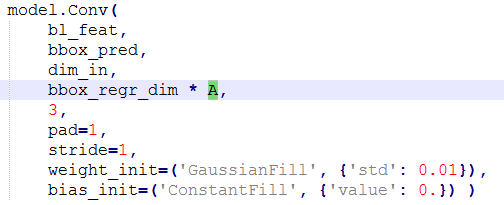 model.Conv(
    bl_feat,
    bbox_pred,
    dim_in,
    bbox_regr_dim * A,
    3,
    pad=1,
    stride=1,
    weight_init=('GaussianFill', {'std': 0.01}),
    bias_init=('ConstantFill', {'value': 0.}) )